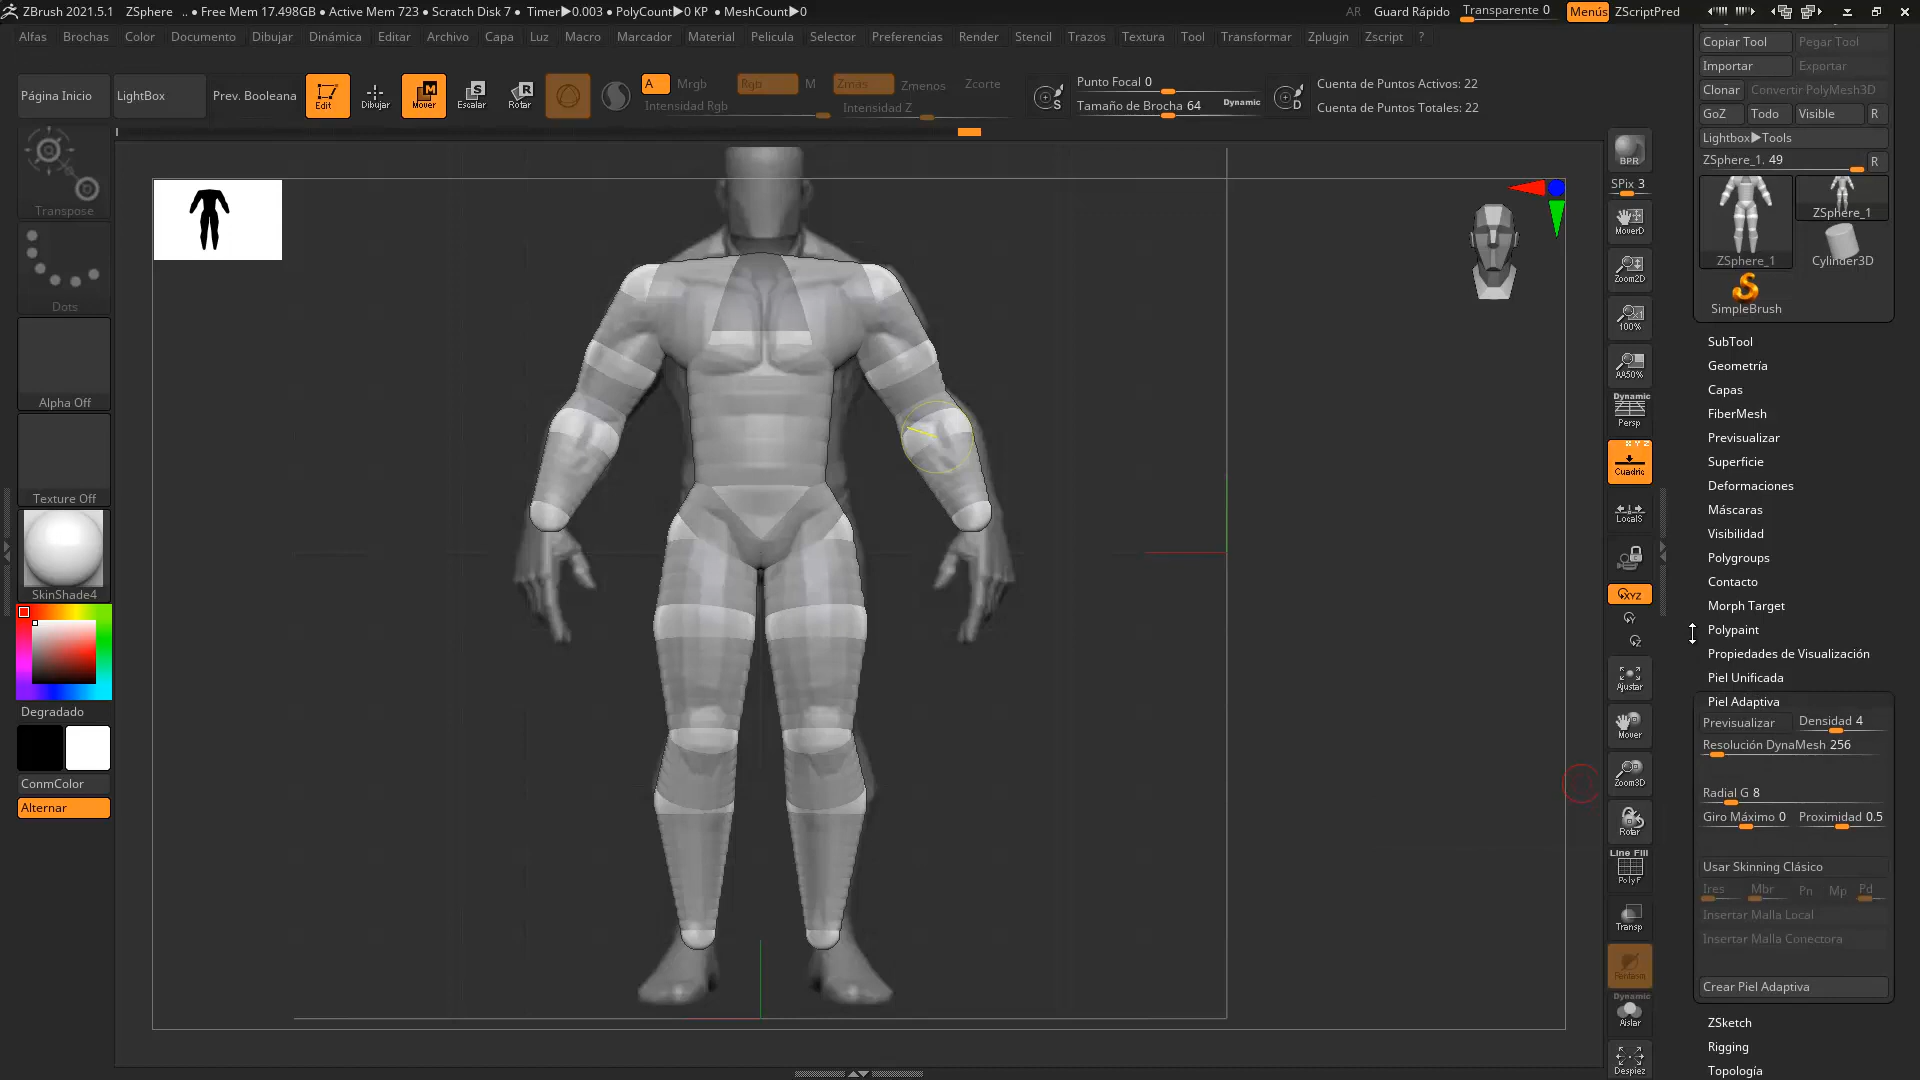 ZBrush 2021.5.1 ZSphere .. ● Free Mem 17.498GB ● Active Mem 723 ● Scratch Disk 7 ● Timer▶0.003 ● PolyCount▶0 KP ● MeshCount▶0
AR Guard Rápido Transparente 0 Menús ZScriptPred
Alfas Brochas Color Documento Dibujar Dinámica Editar Archivo Capa Luz Macro Marcador Material Pelicula Selector Preferencias Render Stencil Trazos Textura Tool Transformar Zplugin Zscript ?
Página Inicio
LightBox
Prev. Booleana
Edit
Dibujar
Mover
Escalar
Rotar
A Mrgb Rgb M Zmas Zmenos Zcorte
Intensidad Rgb Intensidad Z
Punto Focal 0
Tamaño de Brocha 64 Dynamic
Cuenta de Puntos Activos: 22
Cuenta de Puntos Totales: 22
Transpose
Dots
Alpha Off
Texture Off
SkinShade4
Degradado
ConmColor
Alternar
BPR
SPix 3
MoverD
Zoom2D
100%
AA50%
Dynamic
Persp
X Y Z
Cuadric
LocalS
XYZ
Y
Z
Ajustar
Mover
Zoom3D
Rotar
Line Fill
PolyF
Transp
Fantasm
Dynamic
Aislar
Despiez
Copiar Tool Pegar Tool
Importar Exportar
Clonar Convertir PolyMesh3D
GoZ Todo Visible R
Lightbox▶Tools
ZSphere_1. 49 R
ZSphere_1
ZSphere_1 Cylinder3D
SimpleBrush
SubTool
Geometría
Capas
FiberMesh
Previsualizar
Superficie
Deformaciones
Máscaras
Visibilidad
Polygroups
Contacto
Morph Target
Polypaint
Propiedades de Visualización
Piel Unificada
Piel Adaptiva
Previsualizar Densidad 4
Resolución DynaMesh 256
Radial G 8
Giro Máximo 0 Proximidad 0.5
Usar Skinning Clásico
Ires Mbr Pn Mp Pd
Insertar Malla Local
Insertar Malla Conectora
Crear Piel Adaptiva
ZSketch
Rigging
Topología